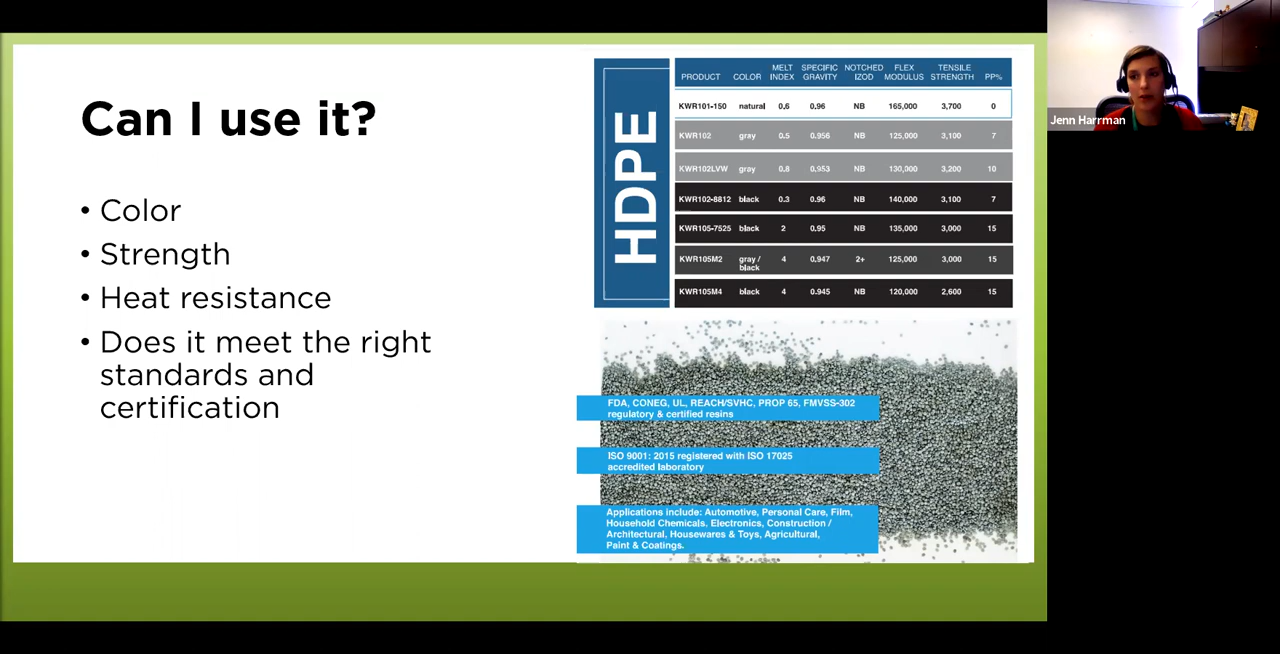 Can I use it?
• Color
• Strength
• Heat resistance
• Does it meet the right
standards and
certification
HDPE
PRODUCT COLOR MELT INDEX SPECIFIC GRAVITY NOTCHED IZOD FLEX MODULUS TENSILE STRENGTH PP%
KWR101-150 natural 0.6 0.96 NB 165,000 3,700 0
KWR102 gray 0.5 0.956 NB 125,000 3,100 7
KWR102LVW gray 0.8 0.953 NB 130,000 3,200 10
KWR102-8812 black 0.3 0.96 NB 140,000 3,100 7
KWR105-7525 black 2 0.95 NB 135,000 3,000 15
KWR105M2 gray / black 4 0.947 2+ 125,000 3,000 15
KWR105M4 black 4 0.945 NB 120,000 2,600 15
FDA, CONEG, UL, REACH/SVHC, PROP 65, FMVSS-302
regulatory & certified resins
ISO 9001: 2015 registered with ISO 17025
accredited laboratory
Applications include: Automotive, Personal Care, Film,
Household Chemicals, Electronics, Construction /
Architectural, Housewares & Toys, Agricultural,
Paint & Coatings.
Jenn Harrman